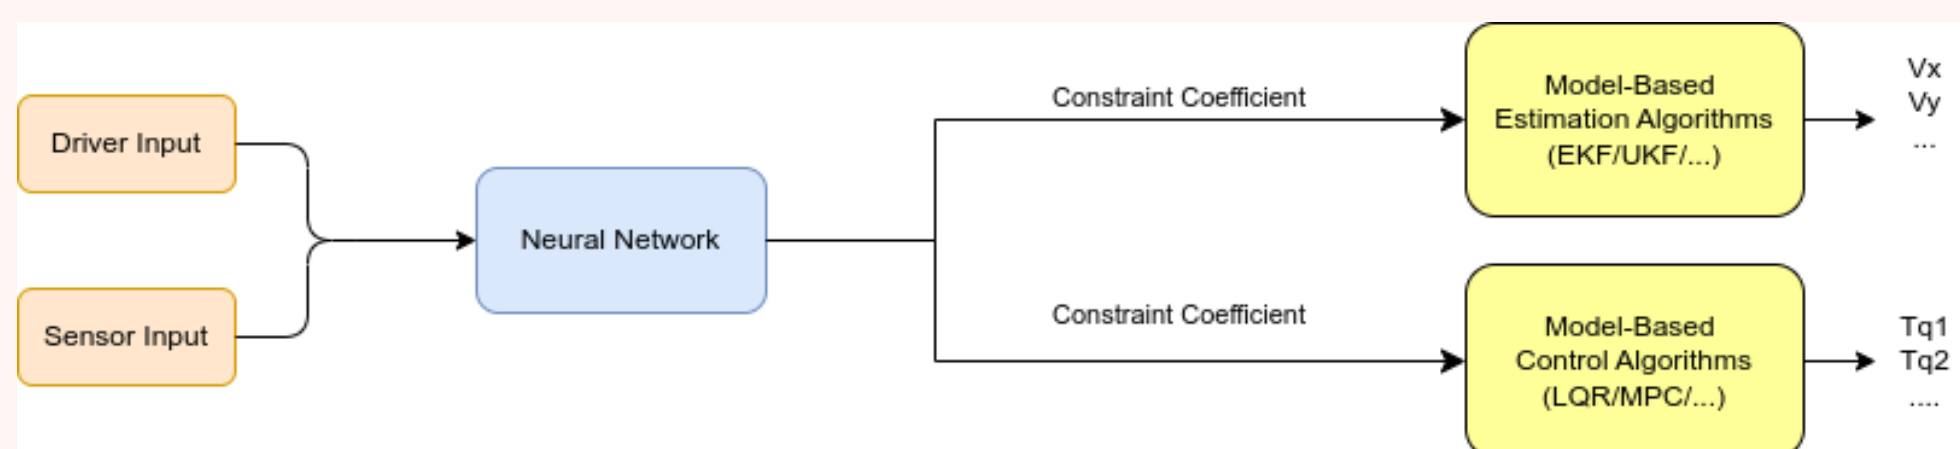 Driver Input
Sensor Input
Neural Network
Constraint Coefficient
Constraint Coefficient
Model-Based
Estimation Algorithms
(EKF/UKF/...)
Vx
Vy
...
Model-Based
Control Algorithms
(LQR/MPC/...)
Tq1
Tq2
....